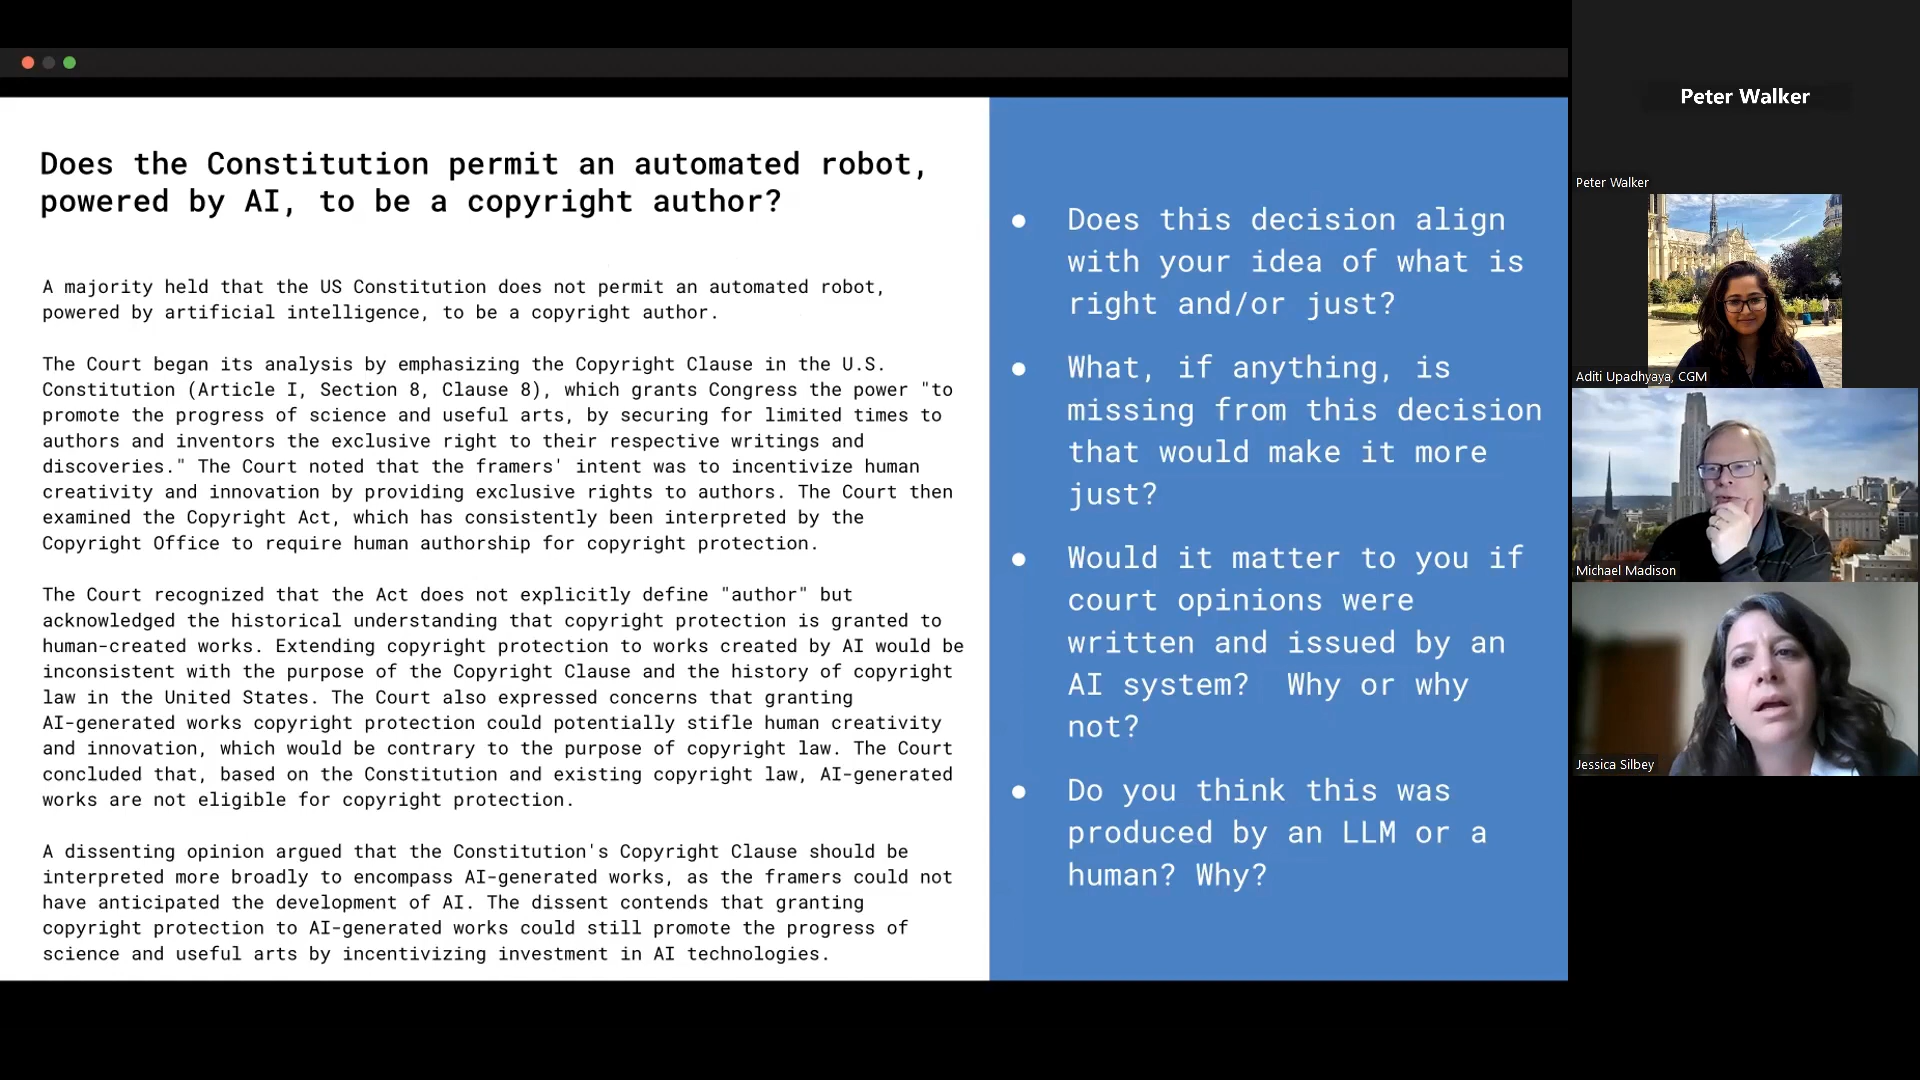 Does the Constitution permit an automated robot,
powered by AI, to be a copyright author?
A majority held that the US Constitution does not permit an automated robot,
powered by artificial intelligence, to be a copyright author.
The Court began its analysis by emphasizing the Copyright Clause in the U.S.
Constitution (Article I, Section 8, Clause 8), which grants Congress the power "to
promote the progress of science and useful arts, by securing for limited times to
authors and inventors the exclusive right to their respective writings and
discoveries." The Court noted that the framers' intent was to incentivize human
creativity and innovation by providing exclusive rights to authors. The Court then
examined the Copyright Act, which has consistently been interpreted by the
Copyright Office to require human authorship for copyright protection.
The Court recognized that the Act does not explicitly define "author" but
acknowledged the historical understanding that copyright protection is granted to
human-created works. Extending copyright protection to works created by AI would be
inconsistent with the purpose of the Copyright Clause and the history of copyright
law in the United States. The Court also expressed concerns that granting
AI-generated works copyright protection could potentially stifle human creativity
and innovation, which would be contrary to the purpose of copyright law. The Court
concluded that, based on the Constitution and existing copyright law, AI-generated
works are not eligible for copyright protection.
A dissenting opinion argued that the Constitution's Copyright Clause should be
interpreted more broadly to encompass AI-generated works, as the framers could not
have anticipated the development of AI. The dissent contends that granting
copyright protection to AI-generated works could still promote the progress of
science and useful arts by incentivizing investment in AI technologies.
● Does this decision align
with your idea of what is
right and/or just?
● What, if anything, is
missing from this decision
that would make it more
just?
● Would it matter to you if
court opinions were
written and issued by an
AI system?  Why or why
not?
● Do you think this was
produced by an LLM or a
human? Why?
Peter Walker
Peter Walker
Aditi Upadhyaya, CGM
Michael Madison
Jessica Silbey